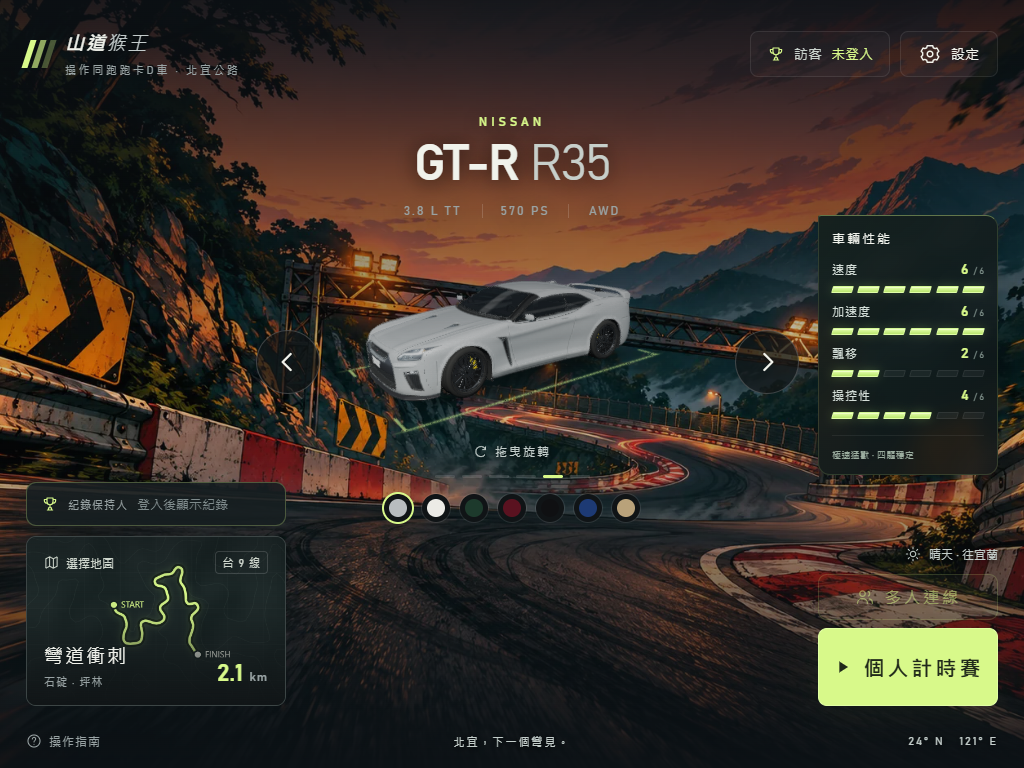 山道猴王
操作同跑跑卡D車 · 北宜公路
訪客 未登入
設定
NISSAN
GT-R R35
3.8 L TT
570 PS
AWD
車輛性能
速度 6 / 6
加速度 6 / 6
飄移 2 / 6
操控性 4 / 6
極速猛獸 · 四驅穩定
拖曳旋轉
紀錄保持人 登入後顯示紀錄
選擇地圖
台 9 線
START
FINISH
彎道衝刺
2.1 km
石碇 · 坪林
晴天 · 往宜蘭
多人連線
個人計時賽
操作指南
北宜，下一個彎見。
24° N 121° E